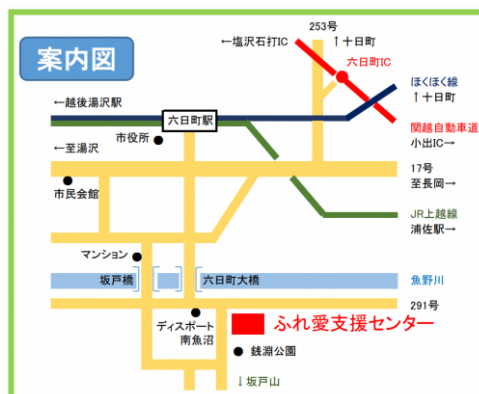 案内図
253号
↑十日町
←塩沢石打IC
六日町IC
ほくほく線
↑十日町
←越後湯沢駅
六日町駅
関越自動車道
小出IC→
市役所
←至湯沢
17号
至長岡→
市民会館
JR上越線
浦佐駅→
マンション
坂戸橋
六日町大橋
魚野川
291号
ディスポート
南魚沼
ふれ愛支援センター
銭淵公園
↓坂戸山